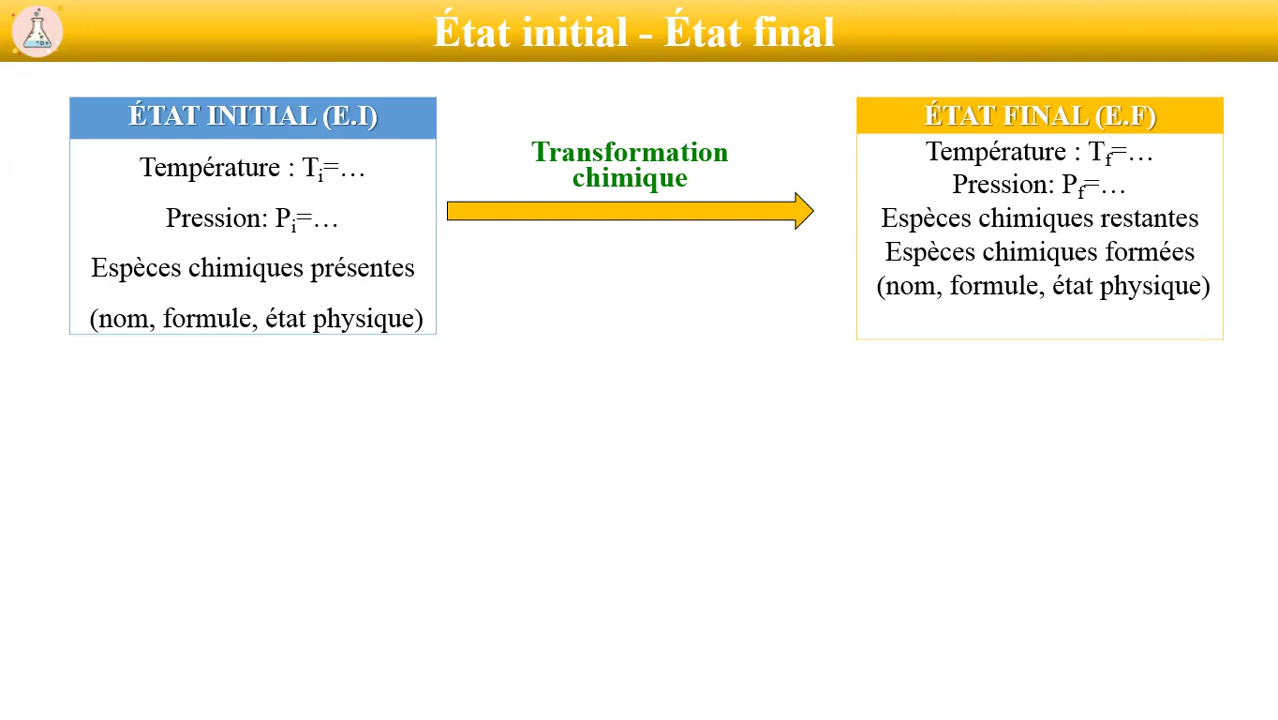 État initial - État final
ÉTAT INITIAL (E.I)
Température : Ti=…
Pression: Pi=…
Espèces chimiques présentes
(nom, formule, état physique)
Transformation
chimique
ÉTAT FINAL (E.F)
Température : Tf=…
Pression: Pf=…
Espèces chimiques restantes
Espèces chimiques formées
(nom, formule, état physique)